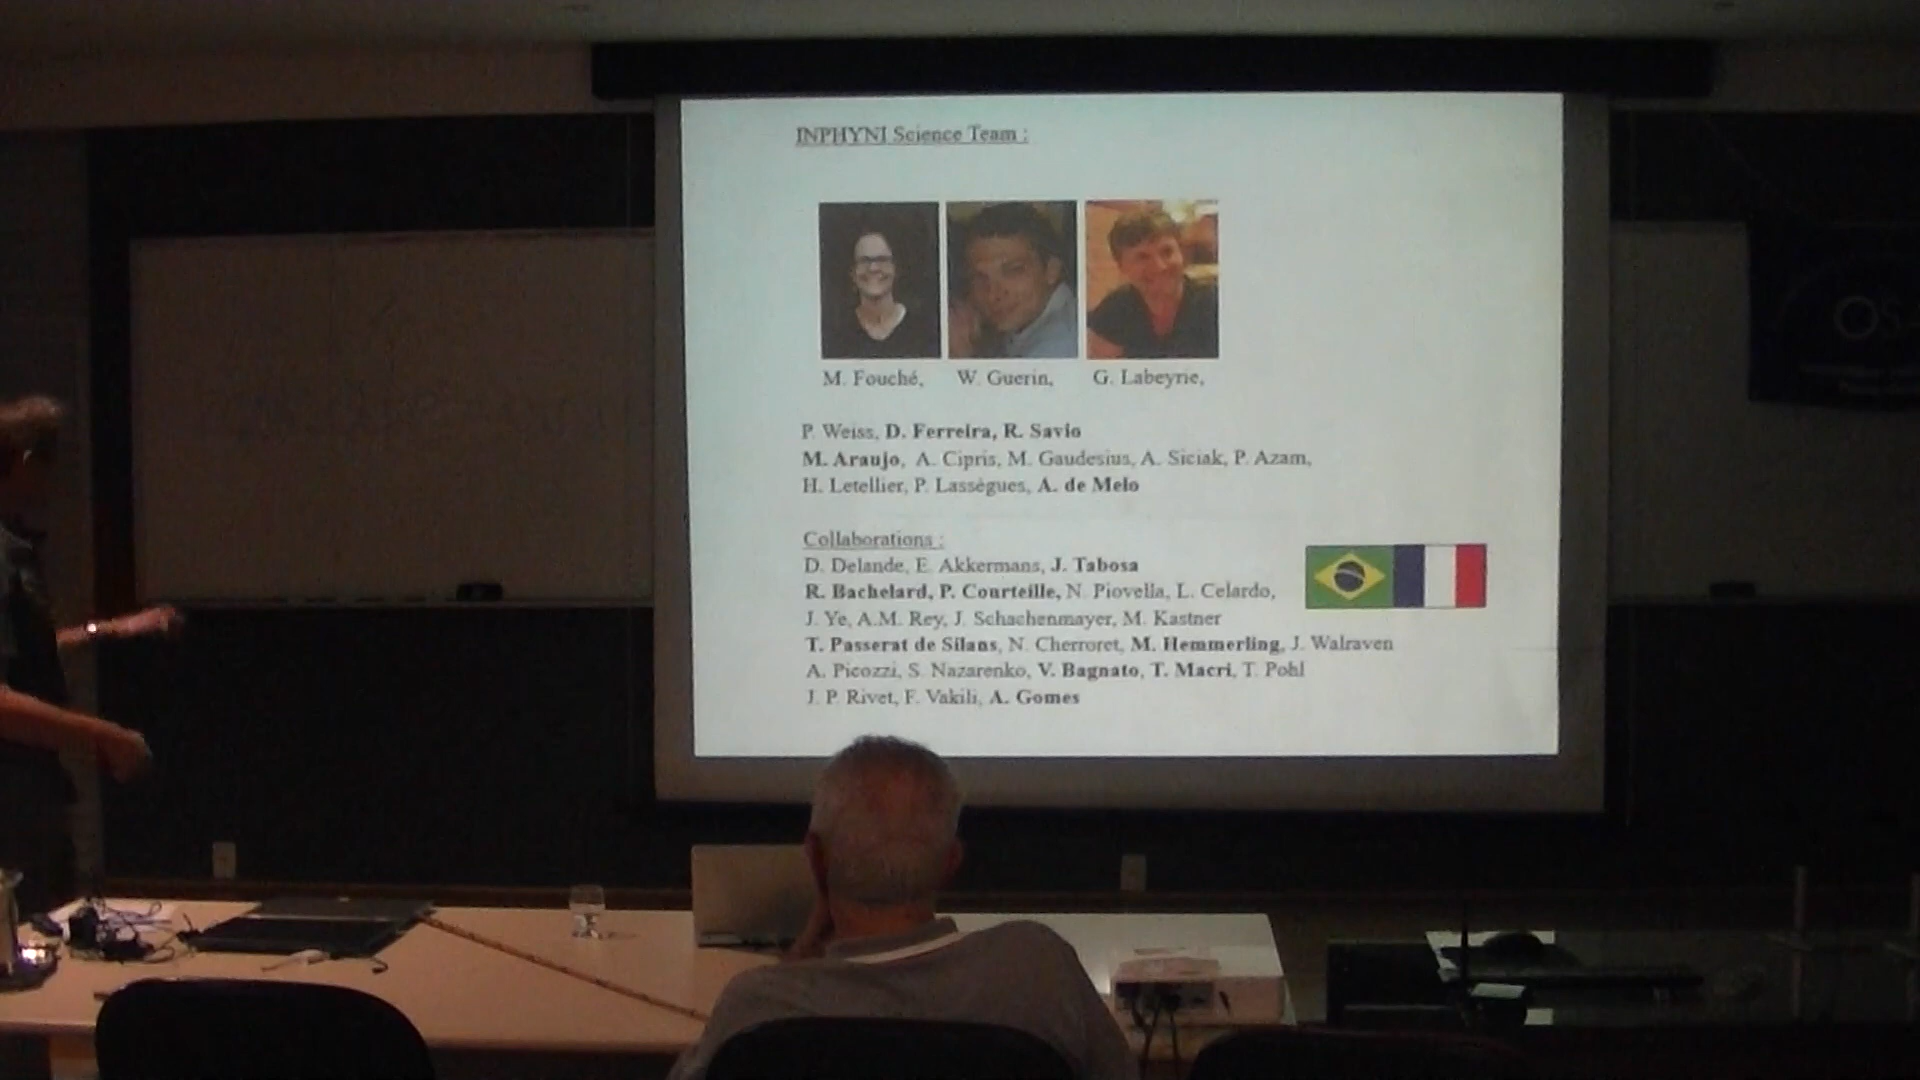 INPHYNI Science Team :
M. Fouché, W. Guerin, G. Labeyrie,
P. Weiss, D. Ferreira, R. Savio
M. Araujo, A. Cipris, M. Gaudesius, A. Siciak, P. Azam,
H. Letellier, P. Lassègues, A. de Melo
Collaborations :
D. Delande, E. Akkermans, J. Tabosa
R. Bachelard, P. Courteille, N. Piovella, L. Celardo,
J. Ye, A.M. Rey, J. Schachenmayer, M. Kastner
T. Passerat de Silans, N. Cherroret, M. Hemmerling, J. Walraven
A. Picozzi, S. Nazarenko, V. Bagnato, T. Macri, T. Pohl
J. P. Rivet, F. Vakili, A. Gomes